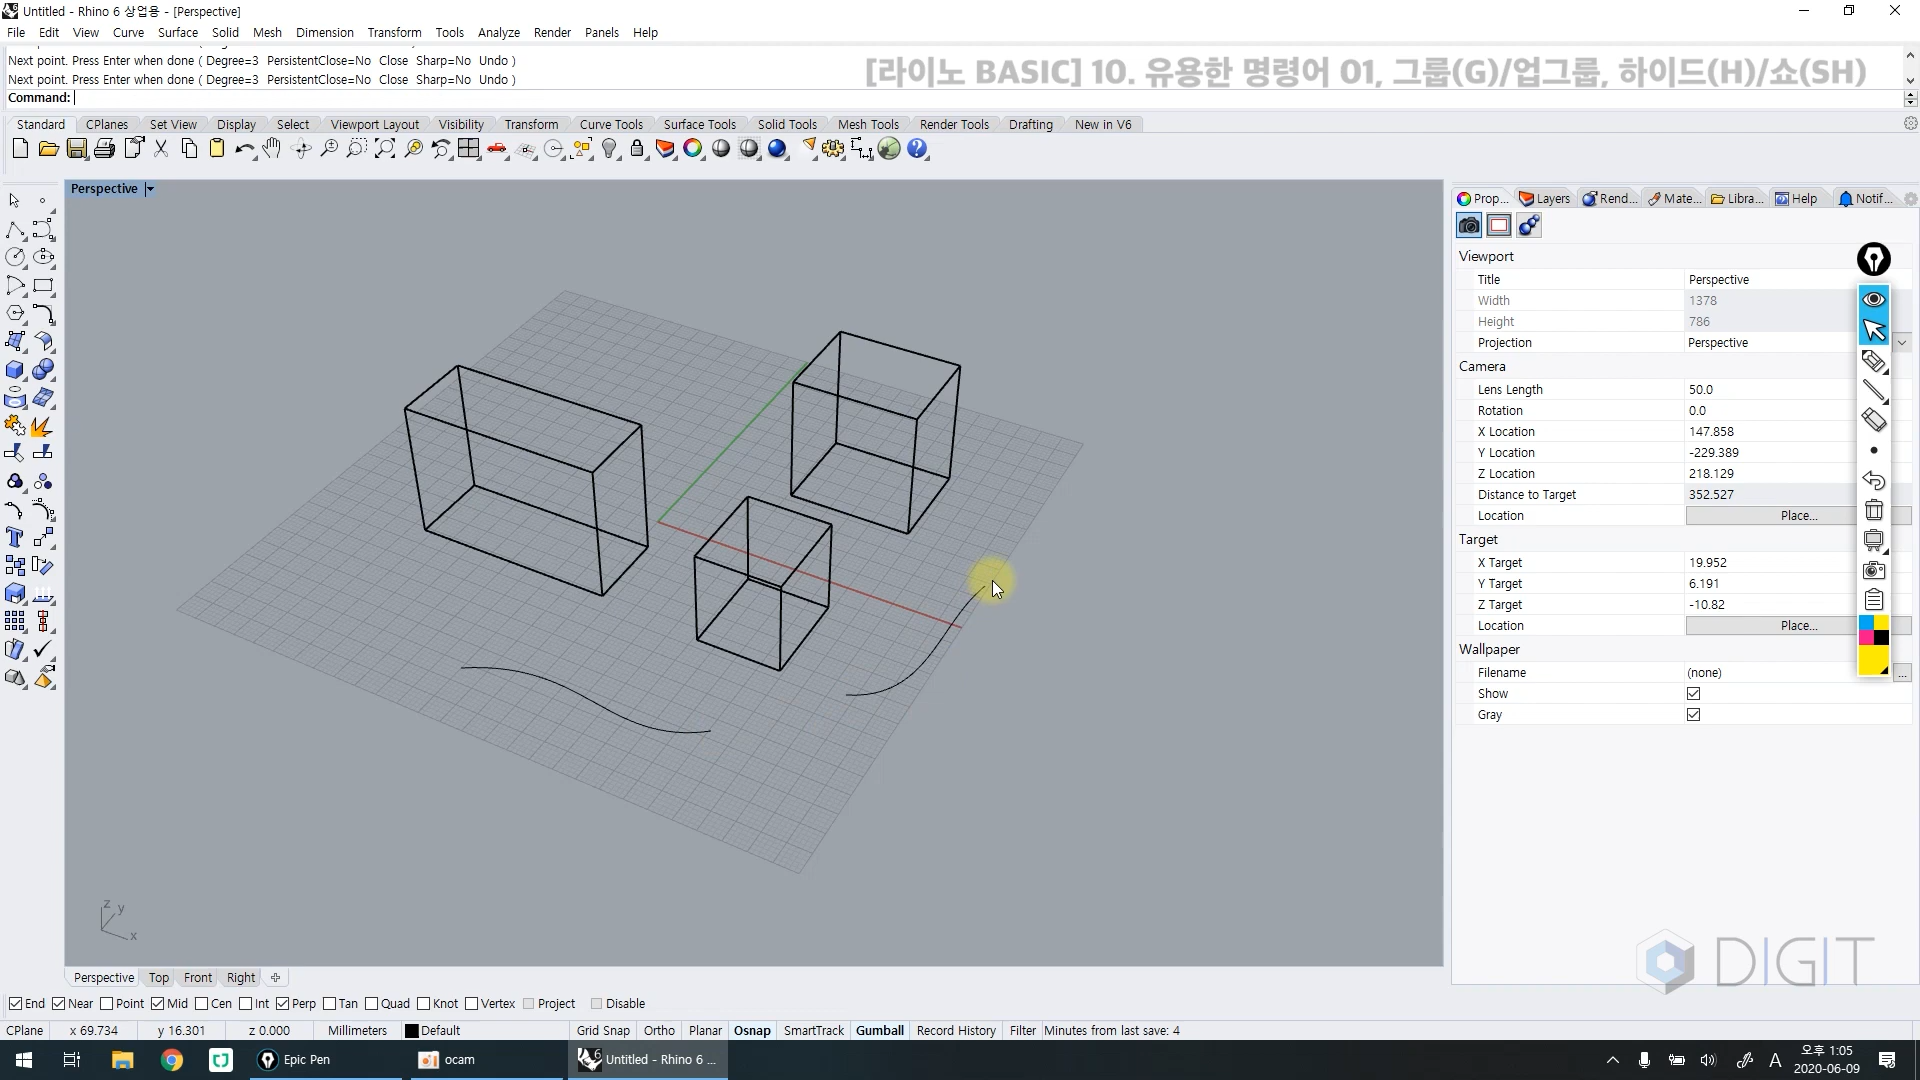 Untitled - Rhino 6 상업용 - [Perspective]
File Edit View Curve Surface Solid Mesh Dimension Transform Tools Analyze Render Panels Help
Next point. Press Enter when done ( Degree=3 PersistentClose=No Close Sharp=No Undo )
Next point. Press Enter when done ( Degree=3 PersistentClose=No Close Sharp=No Undo )
Command:
[라이노 BASIC] 10. 유용한 명령어 01, 그룹(G)/업그룹, 하이드(H)/쇼(SH)
Standard CPlanes Set View Display Select Viewport Layout Visibility Transform Curve Tools Surface Tools Solid Tools Mesh Tools Render Tools Drafting New in V6
Perspective
Prop... Layers Rend... Mate... Libra... Help Notif...
Viewport
Title Perspective
Width 1378
Height 786
Projection Perspective
Camera
Lens Length 50.0
Rotation 0.0
X Location 147.858
Y Location -229.389
Z Location 218.129
Distance to Target 352.527
Location Place...
Target
X Target 19.952
Y Target 6.191
Z Target -10.82
Location Place...
Wallpaper
Filename (none) ...
Show
Gray
z y
x
DIGIT
Perspective Top Front Right
End Near Point Mid Cen Int Perp Tan Quad Knot Vertex Project Disable
CPlane x 69.734 y 16.301 z 0.000 Millimeters Default Grid Snap Ortho Planar Osnap SmartTrack Gumball Record History Filter Minutes from last save: 4
Epic Pen ocam Untitled - Rhino 6 ... A 오후 1:05
2020-06-09